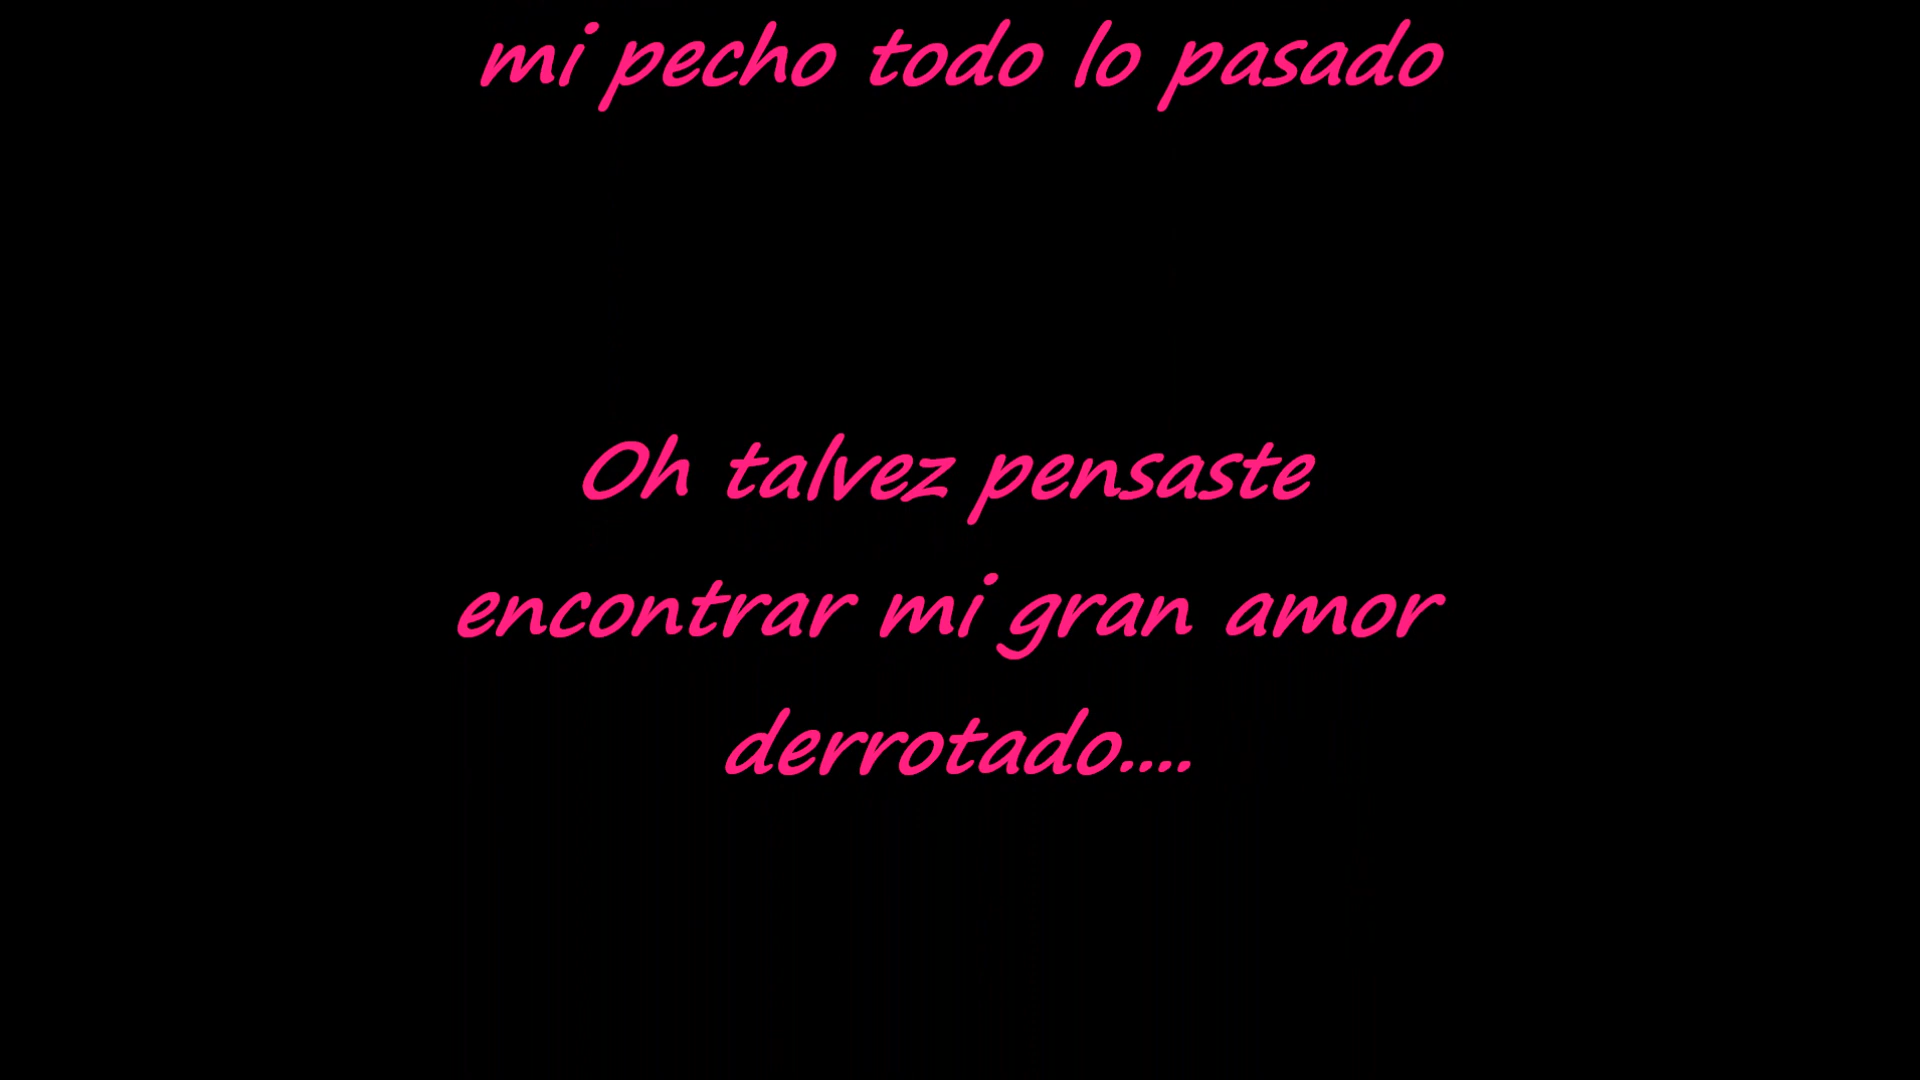 mi pecho todo lo pasado
Oh talvez pensaste
encontrar mi gran amor
derrotado....